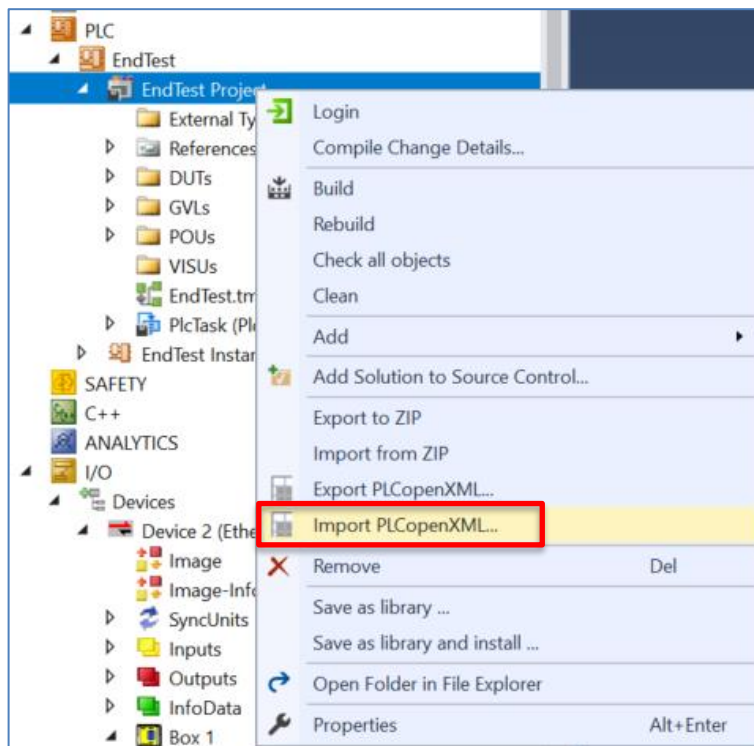 PLC
EndTest
EndTest Project
External Ty
References
DUTs
GVLs
POUs
VISUs
EndTest.tm
PlcTask (Pl
EndTest Instan
SAFETY
C++
ANALYTICS
I/O
Devices
Device 2 (Ethe
Image
Image-Info
SyncUnits
Inputs
Outputs
InfoData
Box 1
Login
Compile Change Details...
Build
Rebuild
Check all objects
Clean
Add
Add Solution to Source Control...
Export to ZIP
Import from ZIP
Export PLCopenXML...
Import PLCopenXML...
Remove Del
Save as library ...
Save as library and install ...
Open Folder in File Explorer
Properties Alt+Enter